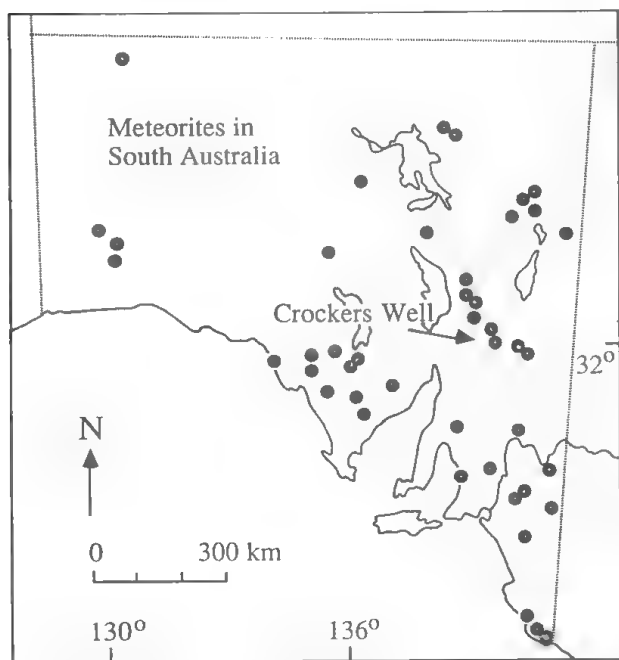 Meteorites in
South Australia
Crockers Well
32°
N
0 300 km
130°
136°